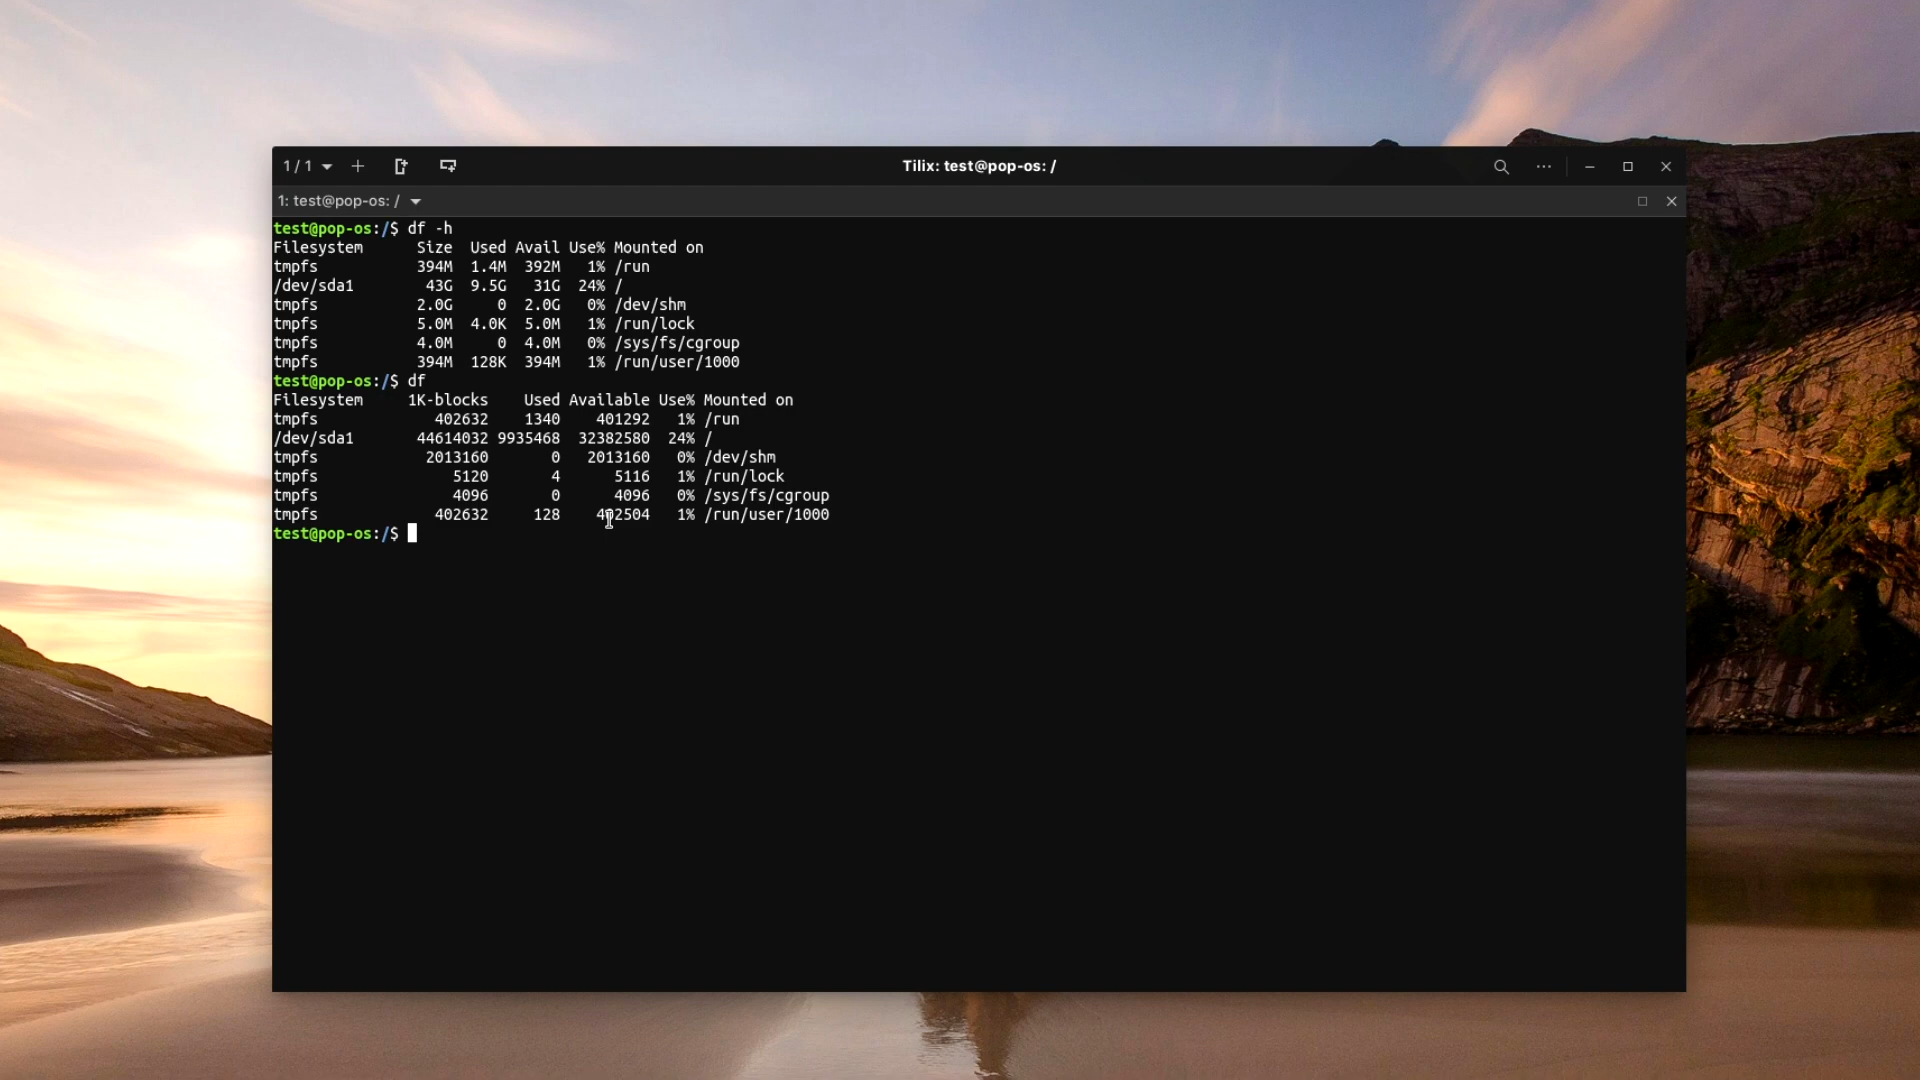 1 / 1
Tilix: test@pop-os: /
1: test@pop-os: /
test@pop-os:/$ df -h
Filesystem      Size  Used Avail Use% Mounted on
tmpfs           394M  1.4M  392M   1% /run
/dev/sda1        43G  9.5G   31G  24% /
tmpfs           2.0G     0  2.0G   0% /dev/shm
tmpfs           5.0M  4.0K  5.0M   1% /run/lock
tmpfs           4.0M     0  4.0M   0% /sys/fs/cgroup
tmpfs           394M  128K  394M   1% /run/user/1000
test@pop-os:/$ df
Filesystem     1K-blocks    Used Available Use% Mounted on
tmpfs             402632    1340    401292   1% /run
/dev/sda1       44614032 9935468  32382580  24% /
tmpfs            2013160       0   2013160   0% /dev/shm
tmpfs               5120       4      5116   1% /run/lock
tmpfs               4096       0      4096   0% /sys/fs/cgroup
tmpfs             402632     128    402504   1% /run/user/1000
test@pop-os:/$